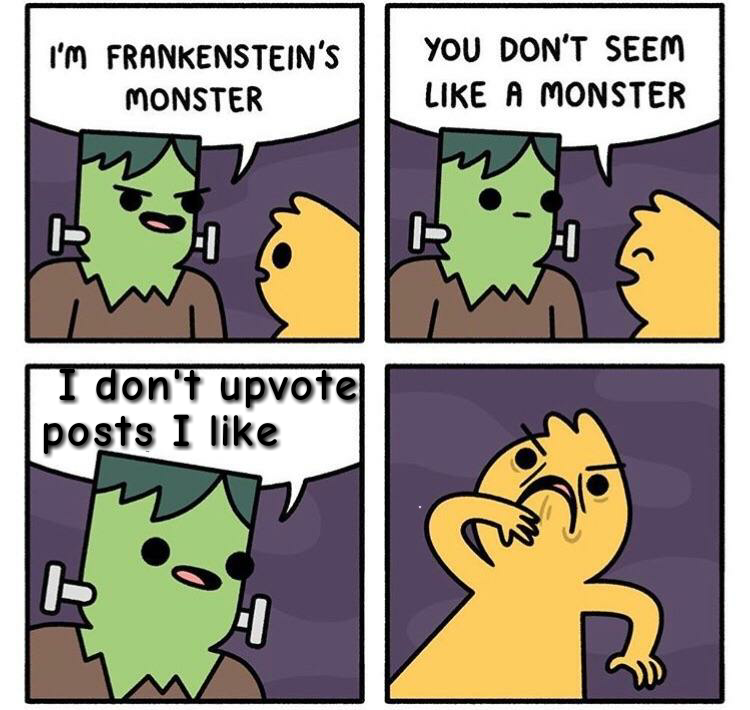 I'M FRANKENSTEIN'S
MONSTER
YOU DON'T SEEM
LIKE A MONSTER
I don't upvote
posts I like